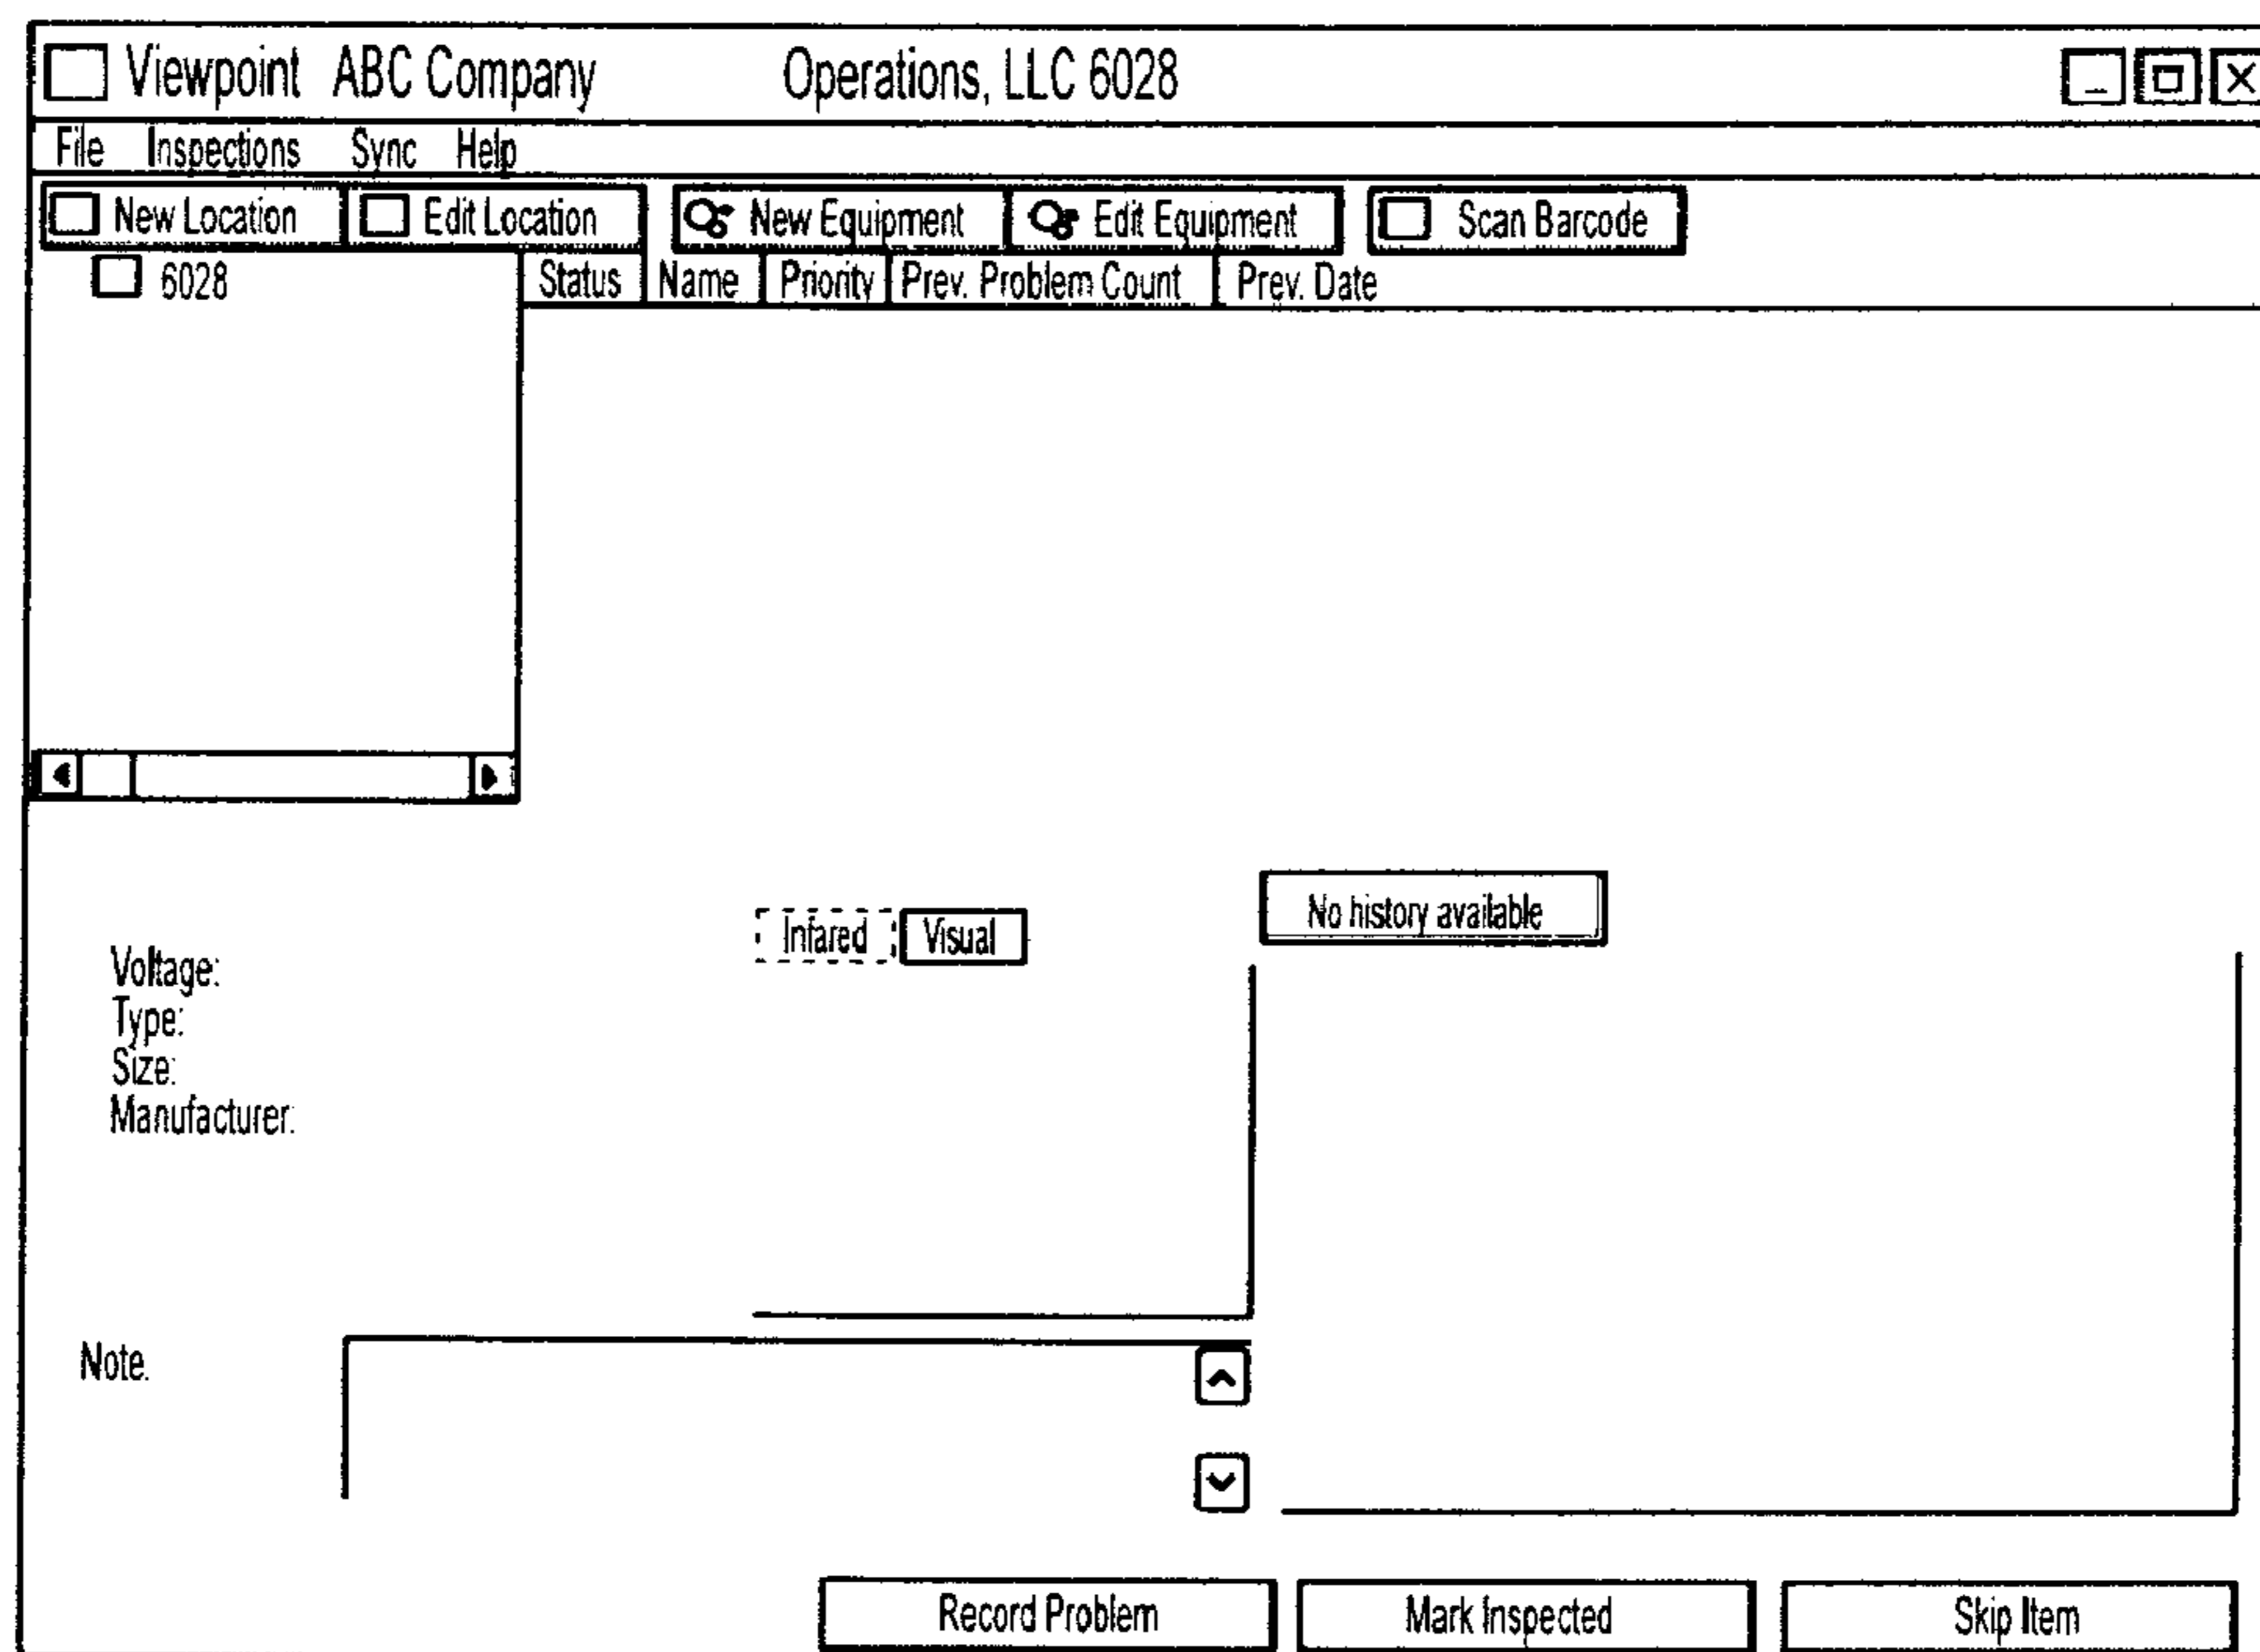 Viewpoint ABC Company Operations, LLC 6028
File Inspections Sync Help
New Location Edit Location New Equipment Edit Equipment Scan Barcode
6028 Status Name Priority Prev. Problem Count Prev. Date
No history available
Infared Visual
Voltage:
Type:
Size:
Manufacturer:
Note:
Record Problem Mark Inspected Skip Item